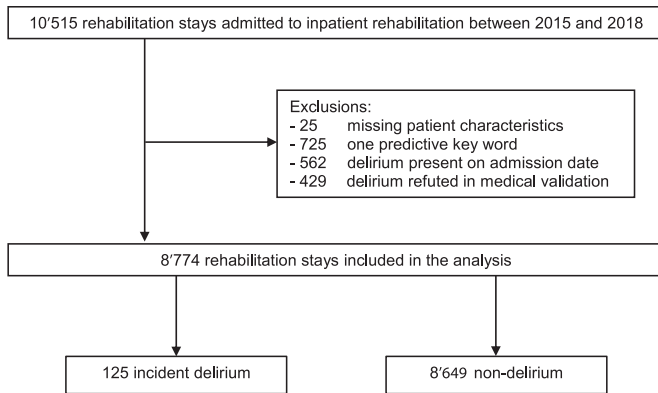 10'515 rehabilitation stays admitted to inpatient rehabilitation between 2015 and 2018
Exclusions:
- 25 missing patient characteristics
- 725 one predictive key word
- 562 delirium present on admission date
- 429 delirium refuted in medical validation
8'774 rehabilitation stays included in the analysis
125 incident delirium
8'649 non-delirium